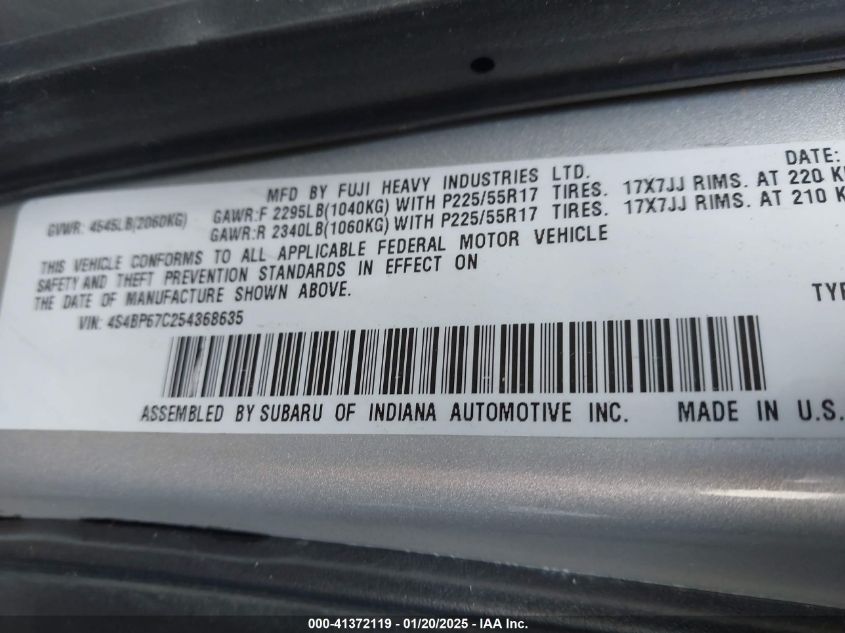 DATE:
MFD BY FUJI HEAVY INDUSTRIES LTD.
GVWR: 4545LB(2060KG) GAWR:F 2295LB(1040KG) WITH P225/55R17 TIRES. 17X7JJ RIMS. AT 220 K
GAWR:R 2340LB(1060KG) WITH P225/55R17 TIRES. 17X7JJ RIMS. AT 210 K
THIS VEHICLE CONFORMS TO ALL APPLICABLE FEDERAL MOTOR VEHICLE
SAFETY AND THEFT PREVENTION STANDARDS IN EFFECT ON
THE DATE OF MANUFACTURE SHOWN ABOVE.
TYP
VIN: 4S4BP67C254368635
ASSEMBLED BY SUBARU OF INDIANA AUTOMOTIVE INC. MADE IN U.S.
000-41372119 — 01/20/2025 — IAA Inc.